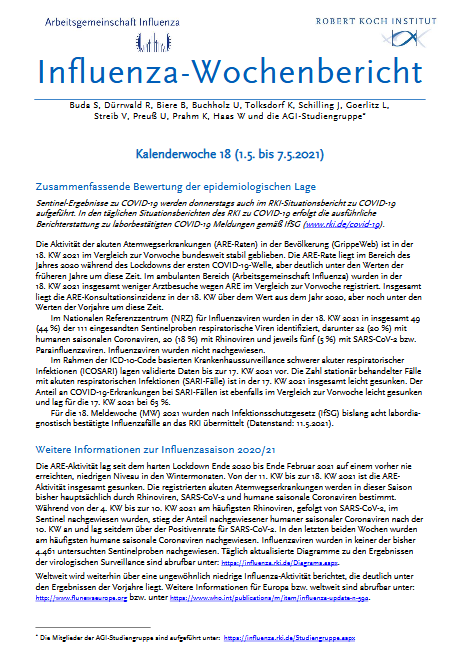 Arbeitsgemeinschaft Influenza
ROBERT KOCH INSTITUT
Influenza-Wochenbericht
Buda S, Dürrwald R, Biere B, Buchholz U, Tolksdorf K, Schilling J, Goerlitz L,
Streib V, Preuß U, Prahm K, Haas W und die AGI-Studiengruppe*
Kalenderwoche 18 (1.5. bis 7.5.2021)
Zusammenfassende Bewertung der epidemiologischen Lage
Sentinel-Ergebnisse zu COVID-19 werden donnerstags auch im RKI-Situationsbericht zu COVID-19
aufgeführt. In den täglichen Situationsberichten des RKI zu COVID-19 erfolgt die ausführliche
Berichterstattung zu laborbestätigten COVID-19 Meldungen gemäß IfSG (www.rki.de/covid-19).
Die Aktivität der akuten Atemwegserkrankungen (ARE-Raten) in der Bevölkerung (GrippeWeb) ist in der
18. KW 2021 im Vergleich zur Vorwoche bundesweit stabil geblieben. Die ARE-Rate liegt im Bereich des
Jahres 2020 während des Lockdowns der ersten COVID-19-Welle, aber deutlich unter den Werten der
früheren Jahre um diese Zeit. Im ambulanten Bereich (Arbeitsgemeinschaft Influenza) wurden in der
18. KW 2021 insgesamt weniger Arztbesuche wegen ARE im Vergleich zur Vorwoche registriert. Insgesamt
liegt die ARE-Konsultationsinzidenz in der 18. KW über dem Wert aus dem Jahr 2020, aber noch unter den
Werten der Vorjahre um diese Zeit.
Im Nationalen Referenzzentrum (NRZ) für Influenzaviren wurden in der 18. KW 2021 in insgesamt 49
(44 %) der 111 eingesandten Sentinelproben respiratorische Viren identifiziert, darunter 22 (20 %) mit
humanen saisonalen Coronaviren, 20 (18 %) mit Rhinoviren und jeweils fünf (5 %) mit SARS-CoV-2 bzw.
Parainfluenzaviren. Influenzaviren wurden nicht nachgewiesen.
Im Rahmen der ICD-10-Code basierten Krankenhaussurveillance schwerer akuter respiratorischer
Infektionen (ICOSARI) lagen validierte Daten bis zur 17. KW 2021 vor. Die Zahl stationär behandelter Fälle
mit akuten respiratorischen Infektionen (SARI-Fälle) ist in der 17. KW 2021 insgesamt leicht gesunken. Der
Anteil an COVID-19-Erkrankungen bei SARI-Fällen ist ebenfalls im Vergleich zur Vorwoche leicht gesunken
und lag für die 17. KW 2021 bei 63 %.
Für die 18. Meldewoche (MW) 2021 wurden nach Infektionsschutzgesetz (IfSG) bislang acht labordia-
gnostisch bestätigte Influenzafälle an das RKI übermittelt (Datenstand: 11.5.2021).
Weitere Informationen zur Influenzasaison 2020/21
Die ARE-Aktivität lag seit dem harten Lockdown Ende 2020 bis Ende Februar 2021 auf einem vorher nie
erreichten, niedrigen Niveau in den Wintermonaten. Von der 11. KW bis zur 18. KW 2021 ist die ARE-
Aktivität insgesamt gesunken. Die registrierten akuten Atemwegserkrankungen werden in dieser Saison
bisher hauptsächlich durch Rhinoviren, SARS-CoV-2 und humane saisonale Coronaviren bestimmt.
Während von der 4. KW bis zur 10. KW 2021 am häufigsten Rhinoviren, gefolgt von SARS-CoV-2, im
Sentinel nachgewiesen wurden, stieg der Anteil nachgewiesener humaner saisonaler Coronaviren nach der
10. KW an und lag seitdem über der Positivenrate für SARS-CoV-2. In den letzten beiden Wochen wurden
am häufigsten humane saisonale Coronaviren nachgewiesen. Influenzaviren wurden in keiner der bisher
4.461 untersuchten Sentinelproben nachgewiesen. Täglich aktualisierte Diagramme zu den Ergebnissen
der virologischen Surveillance sind abrufbar unter: https://influenza.rki.de/Diagrams.aspx.
Weltweit wird weiterhin über eine ungewöhnlich niedrige Influenza-Aktivität berichtet, die deutlich unter
den Ergebnissen der Vorjahre liegt. Weitere Informationen für Europa bzw. weltweit sind abrufbar unter:
http://www.flunewseurope.org bzw. unter https://www.who.int/publications/m/item/influenza-update-n-390.
* Die Mitglieder der AGI-Studiengruppe sind aufgeführt unter: https://influenza.rki.de/Studiengruppe.aspx